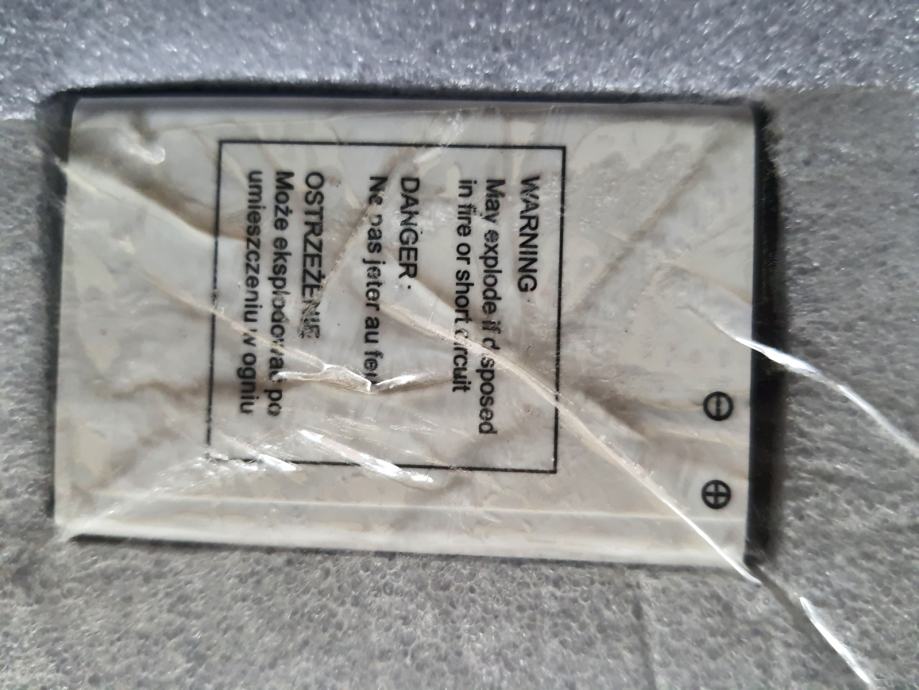 WARNING
May explode if disposed
in fire or short circuit
DANGER :
Ne pas jeter au feu
OSTRZEŻENIE
Może eksplodować po
umieszczeniu w ogniu
⊖
⊕